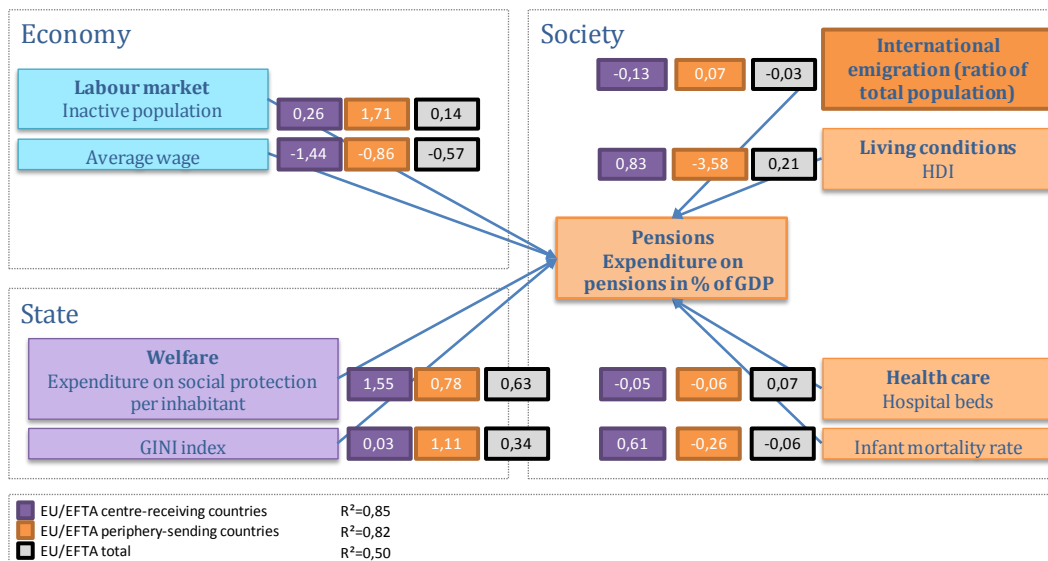 Economy
Labour market
Inactive population
0,26 1,71 0,14
Average wage
-1,44 -0,86 -0,57
Society
International
emigration (ratio of
total population)
-0,13 0,07 -0,03
Living conditions
HDI
0,83 -3,58 0,21
Pensions
Expenditure on
pensions in % of GDP
State
Welfare
Expenditure on social protection
per inhabitant
1,55 0,78 0,63
GINI index
0,03 1,11 0,34
-0,05 -0,06 0,07
Health care
Hospital beds
0,61 -0,26 -0,06
Infant mortality rate
EU/EFTA centre-receiving countries R²=0,85
EU/EFTA periphery-sending countries R²=0,82
EU/EFTA total R²=0,50